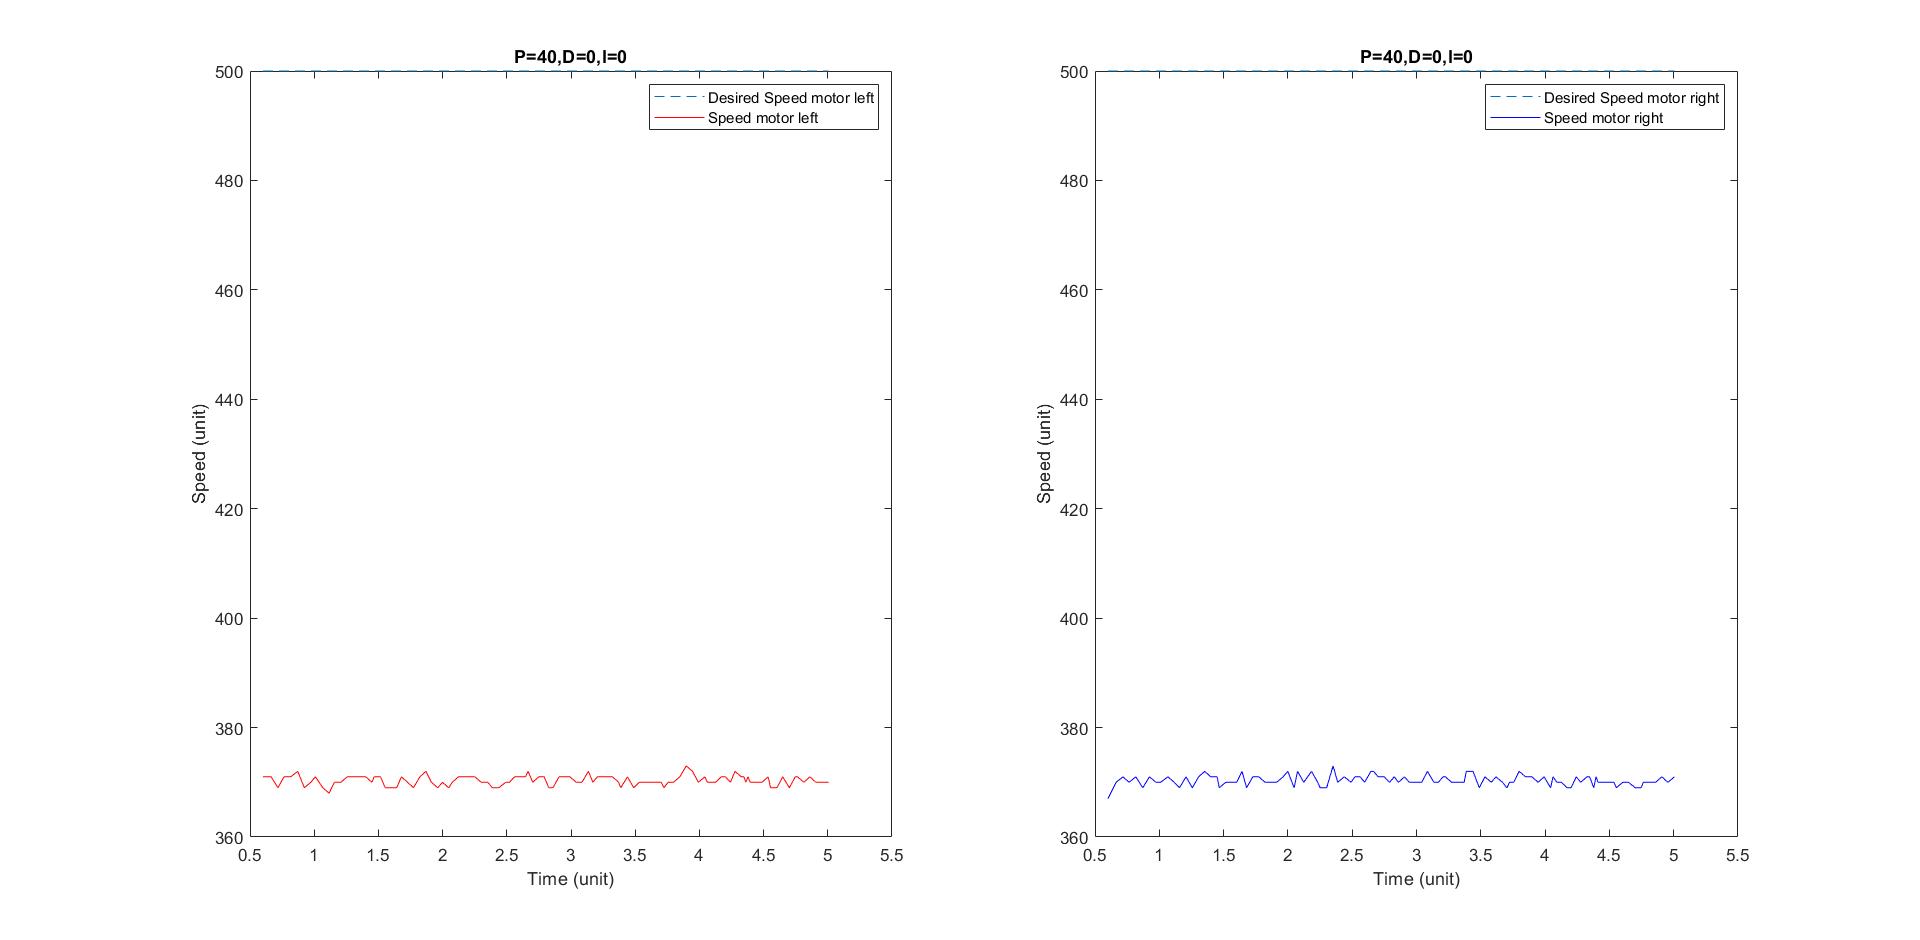 P=40,D=0,I=0
Desired Speed motor left
Speed motor left
500
480
460
440
420
400
380
360
Speed (unit)
0.5 1 1.5 2 2.5 3 3.5 4 4.5 5 5.5
Time (unit)
P=40,D=0,I=0
Desired Speed motor right
Speed motor right
500
480
460
440
420
400
380
360
Speed (unit)
0.5 1 1.5 2 2.5 3 3.5 4 4.5 5 5.5
Time (unit)